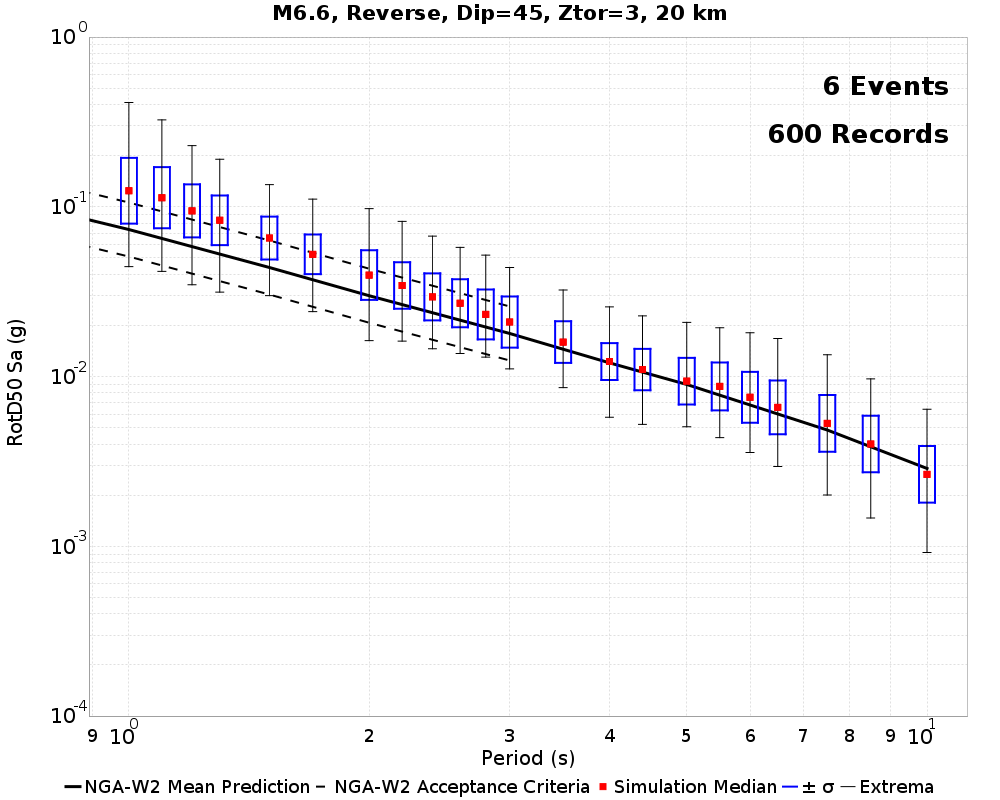 M6.6, Reverse, Dip=45, Ztor=3, 20 km
6 Events
600 Records
RotD50 Sa (g)
10^0
10^-1
10^-2
10^-3
10^-4
9 10^0 2 3 4 5 6 7 8 9 10^1
Period (s)
NGA-W2 Mean Prediction NGA-W2 Acceptance Criteria Simulation Median ± σ Extrema